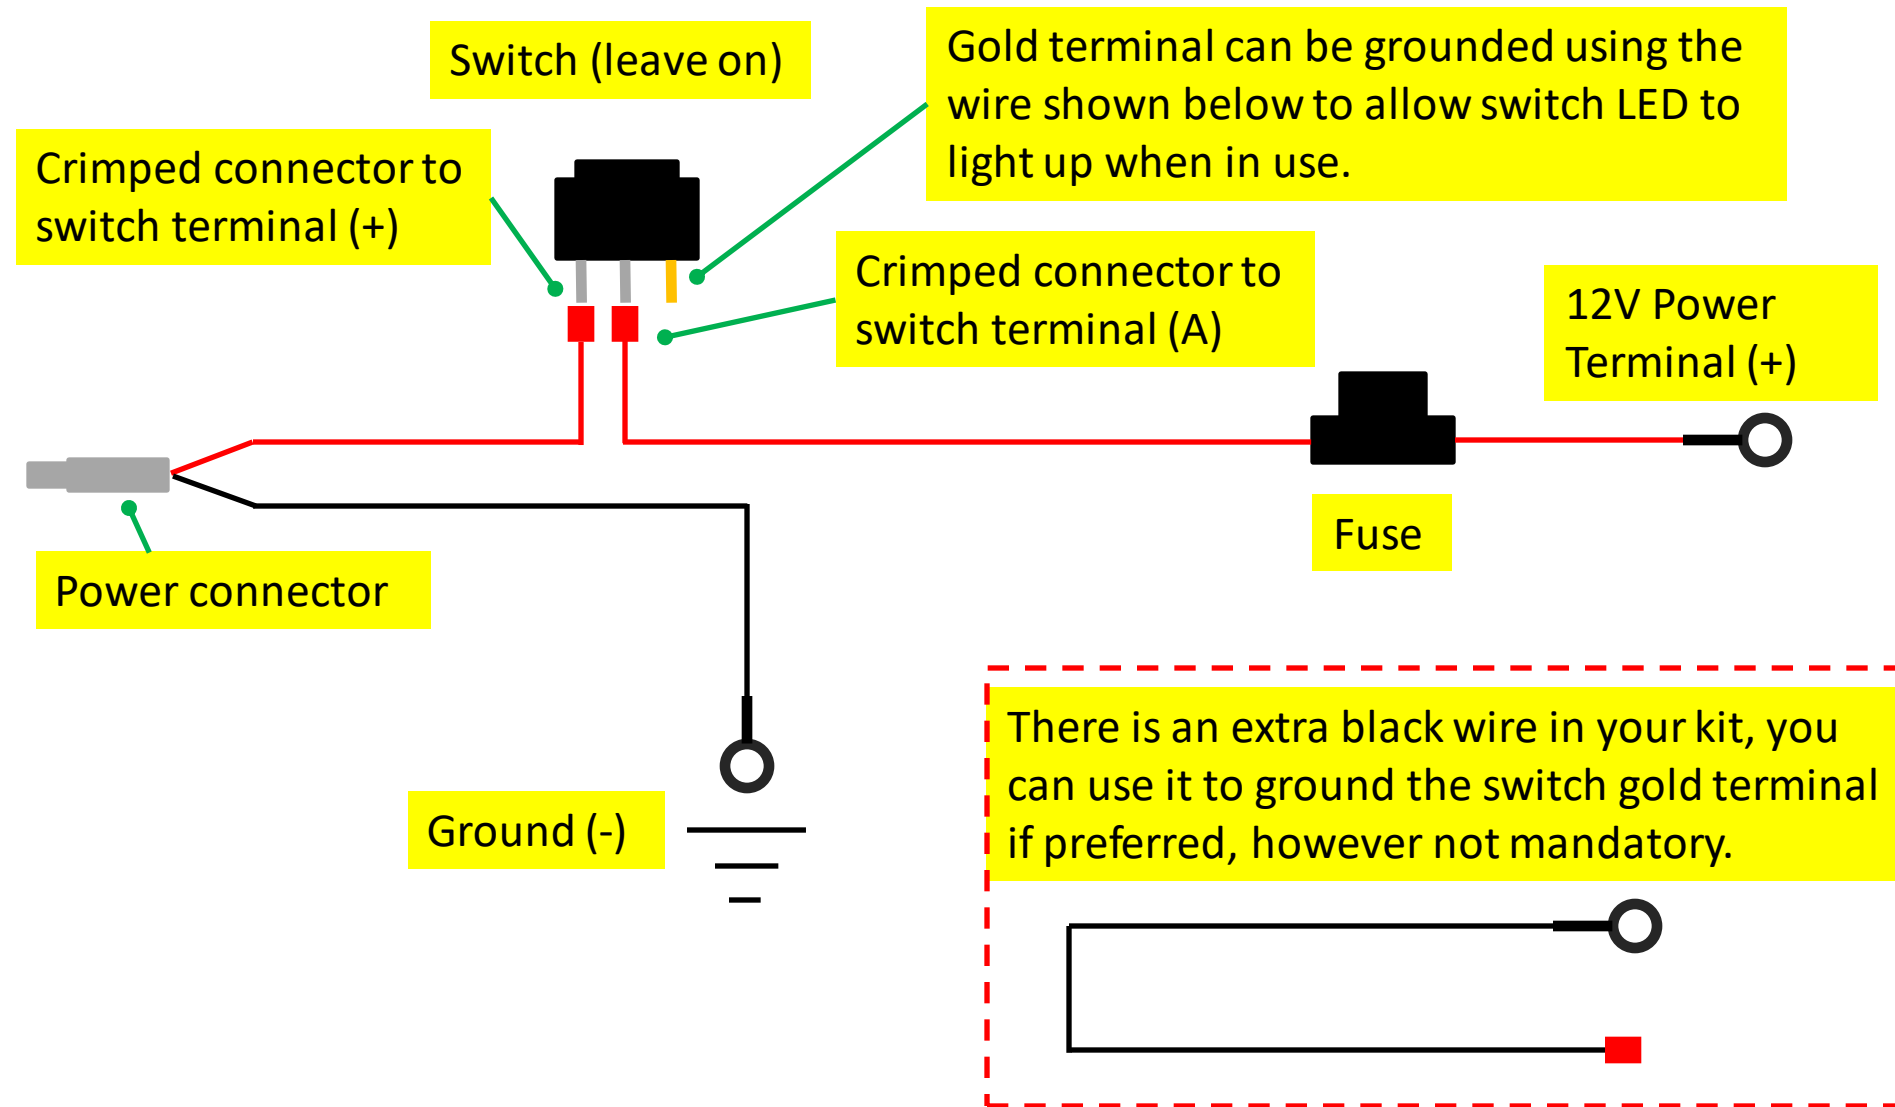 Switch (leave on)
Gold terminal can be grounded using the
wire shown below to allow switch LED to
light up when in use.
Crimped connector to
switch terminal (+)
Crimped connector to
switch terminal (A)
12V Power
Terminal (+)
Fuse
Power connector
Ground (-)
There is an extra black wire in your kit, you
can use it to ground the switch gold terminal
if preferred, however not mandatory.